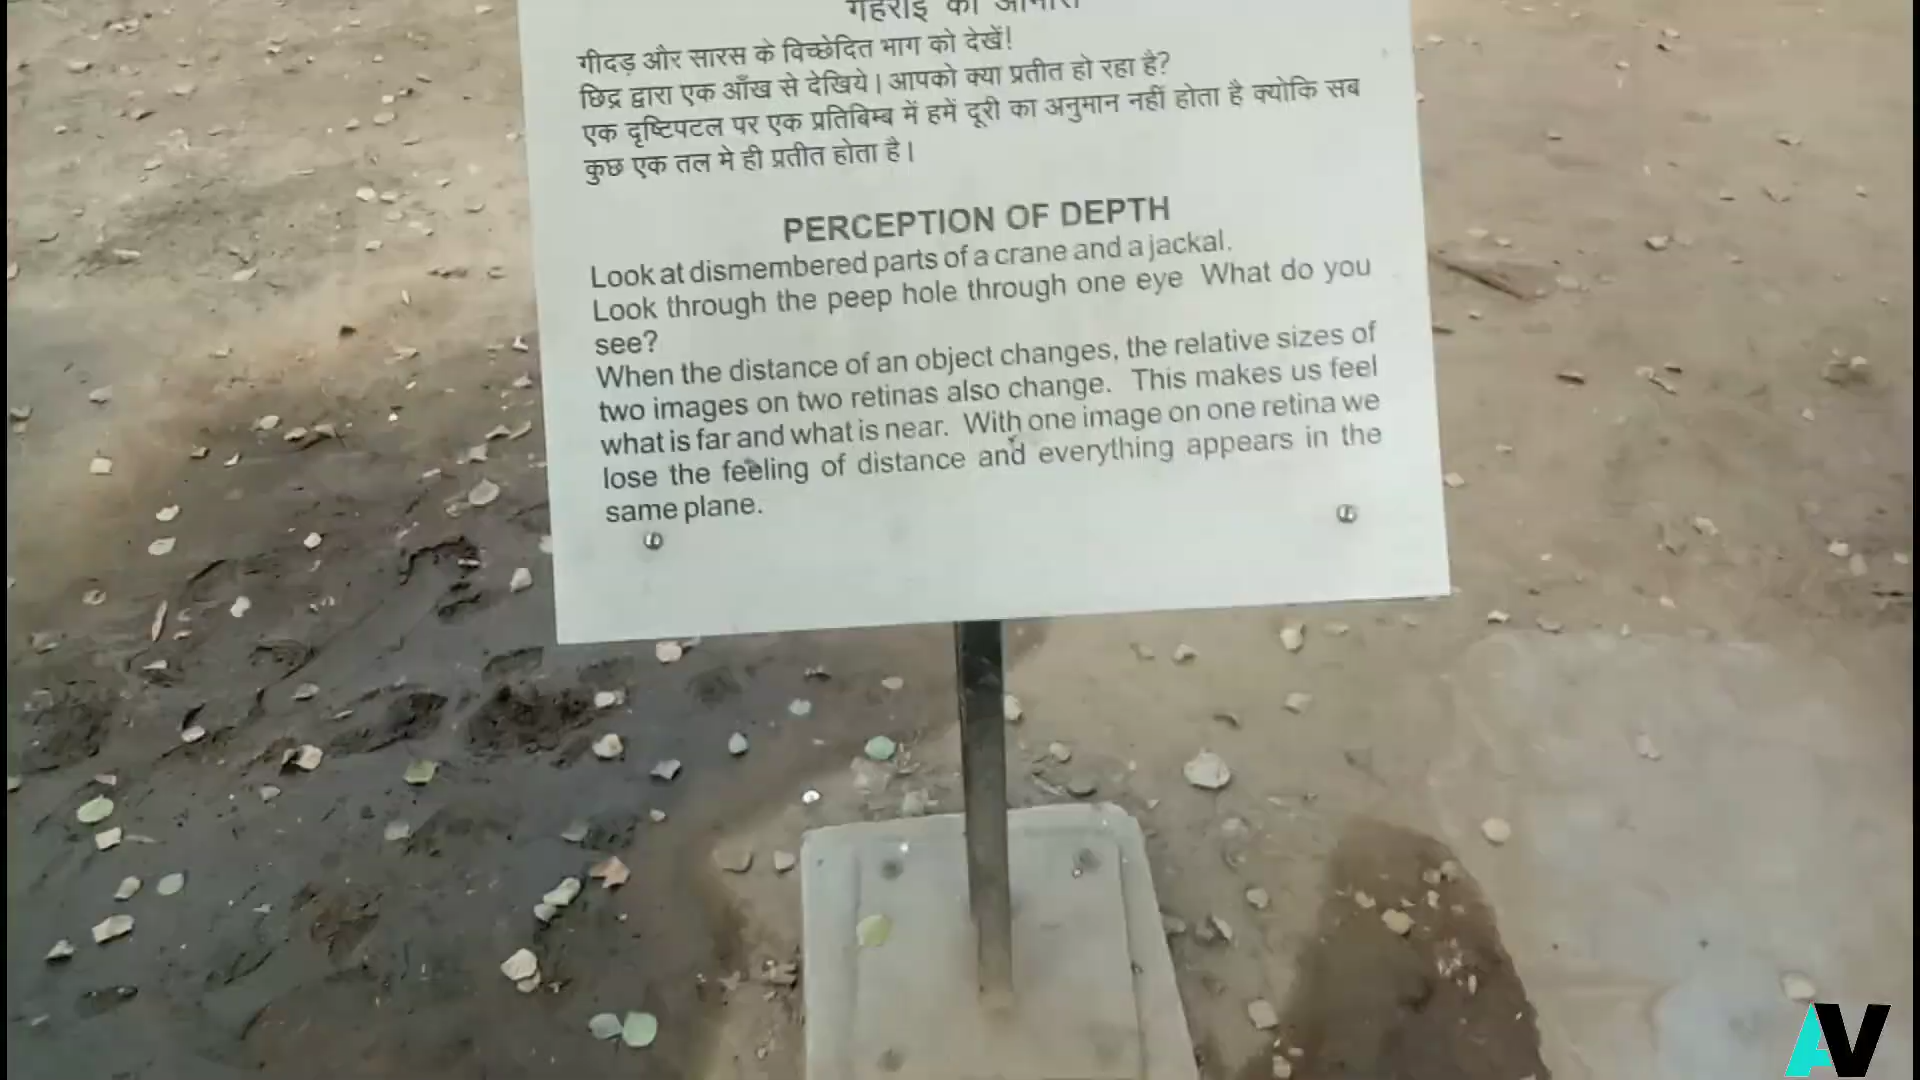 गहराई का आभास
गीदड़ और सारस के विच्छेदित भाग को देखें!
छिद्र द्वारा एक आँख से देखिये। आपको क्या प्रतीत हो रहा है?
एक दृष्टिपटल पर एक प्रतिबिम्ब में हमें दूरी का अनुमान नहीं होता है क्योकि सब
कुछ एक तल मे ही प्रतीत होता है।
PERCEPTION OF DEPTH
Look at dismembered parts of a crane and a jackal.
Look through the peep hole through one eye What do you
see?
When the distance of an object changes, the relative sizes of
two images on two retinas also change. This makes us feel
what is far and what is near. With one image on one retina we
lose the feeling of distance and everything appears in the
same plane.
AV